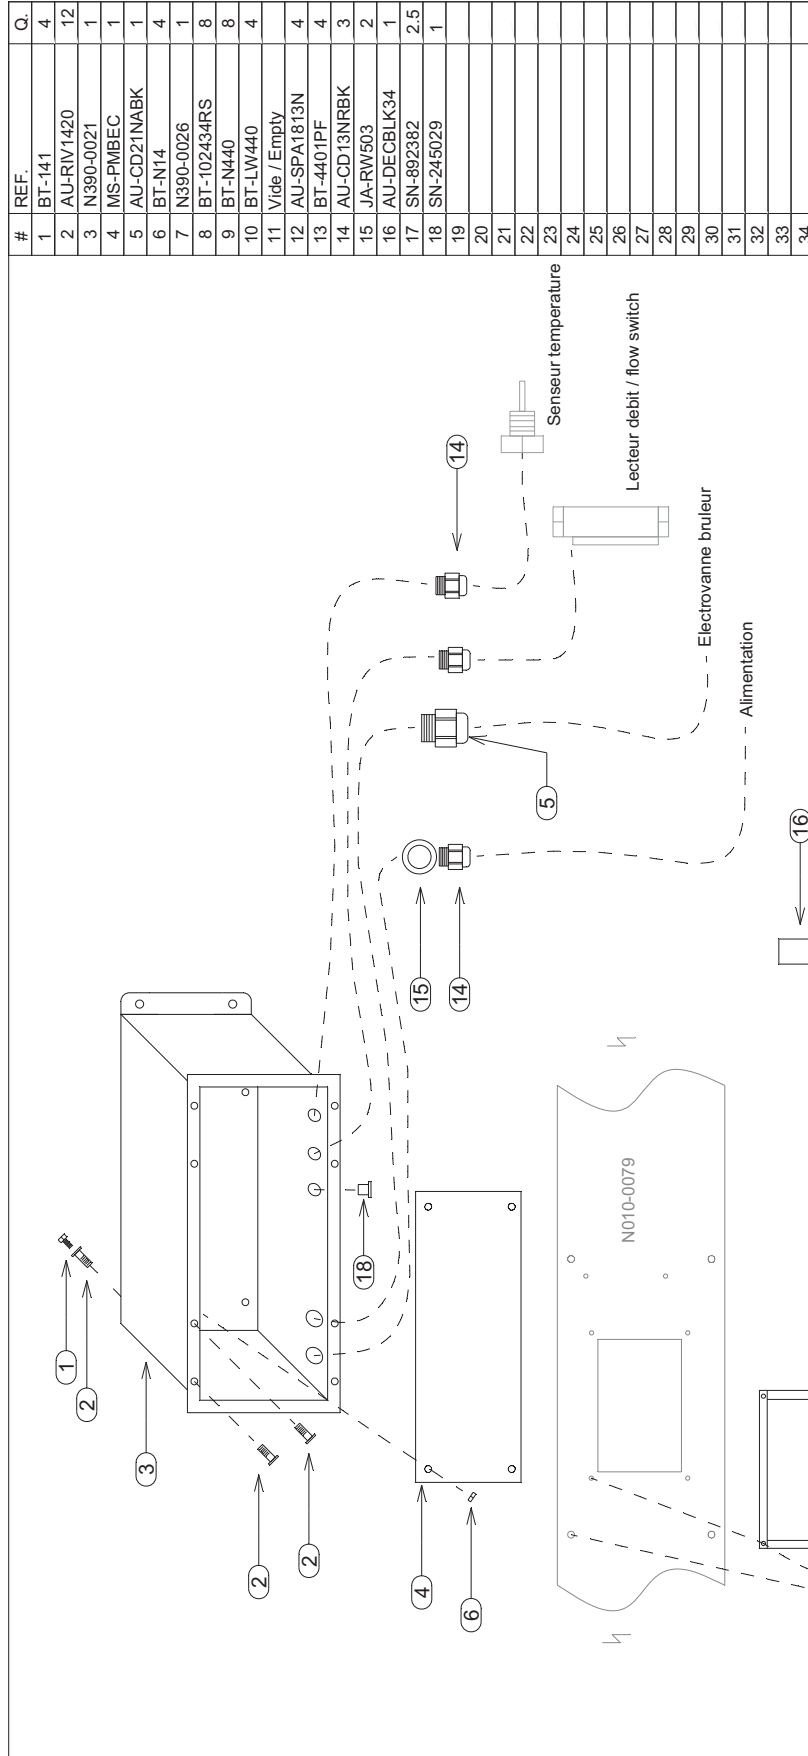 # REF. Q.
1 BT-141 4
2 AU-RIV1420 12
3 N390-0021 1
4 MS-PMBEC 1
5 AU-CD21NABK 1
6 BT-N14 4
7 N390-0026 1
8 BT-102434RS 8
9 BT-N440 8
10 BT-LW440 4
11 Vide / Empty
12 AU-SPA1813N 4
13 BT-4401PF 4
14 AU-CD13NRBK 3
15 JA-RW503 2
16 AU-DECBLK34 1
17 SN-892382 2.5
18 SN-245029 1
19
20
21
22
23
24
25
26
27
28
29
30
31
32
33
34
1
2
3
2
2
18
4
6
14
Senseur temperature
Lecteur debit / flow switch
Electrovanne bruleur
Alimentation
5
15
14
16
N010-0079